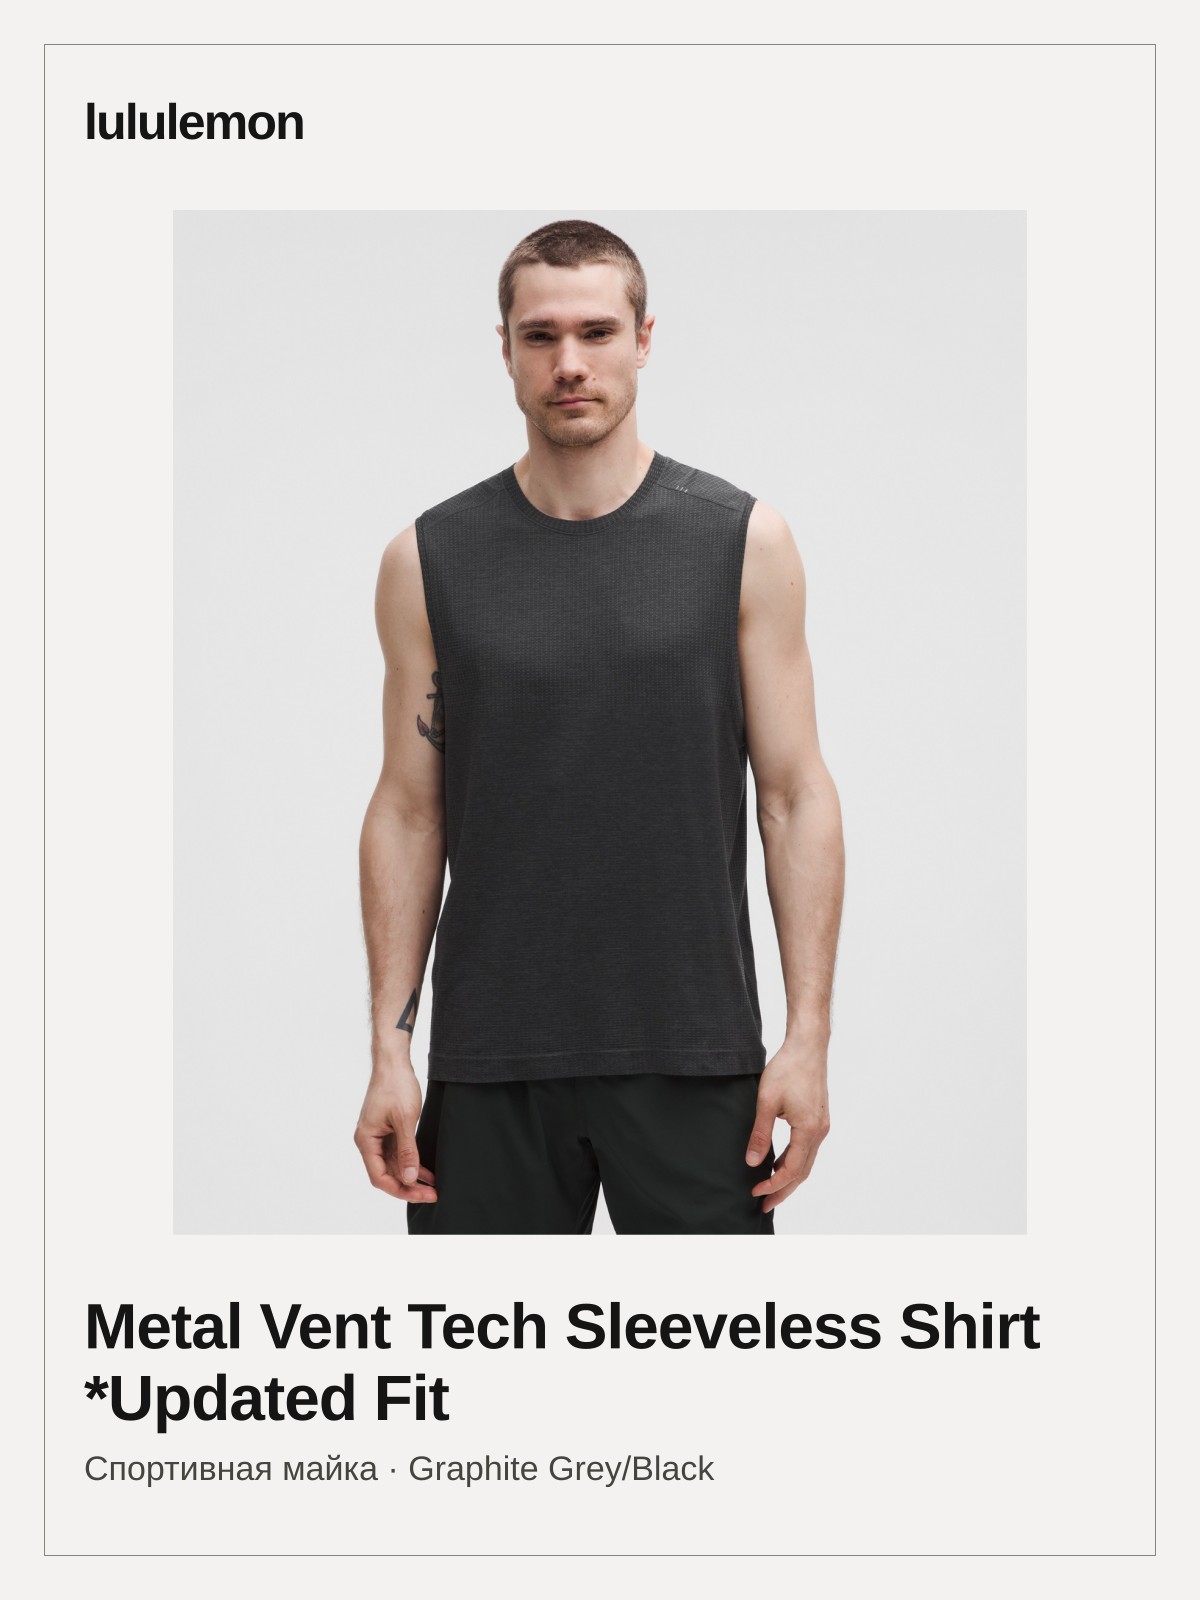 lululemon
Metal Vent Tech Sleeveless Shirt
*Updated Fit
Спортивная майка · Graphite Grey/Black